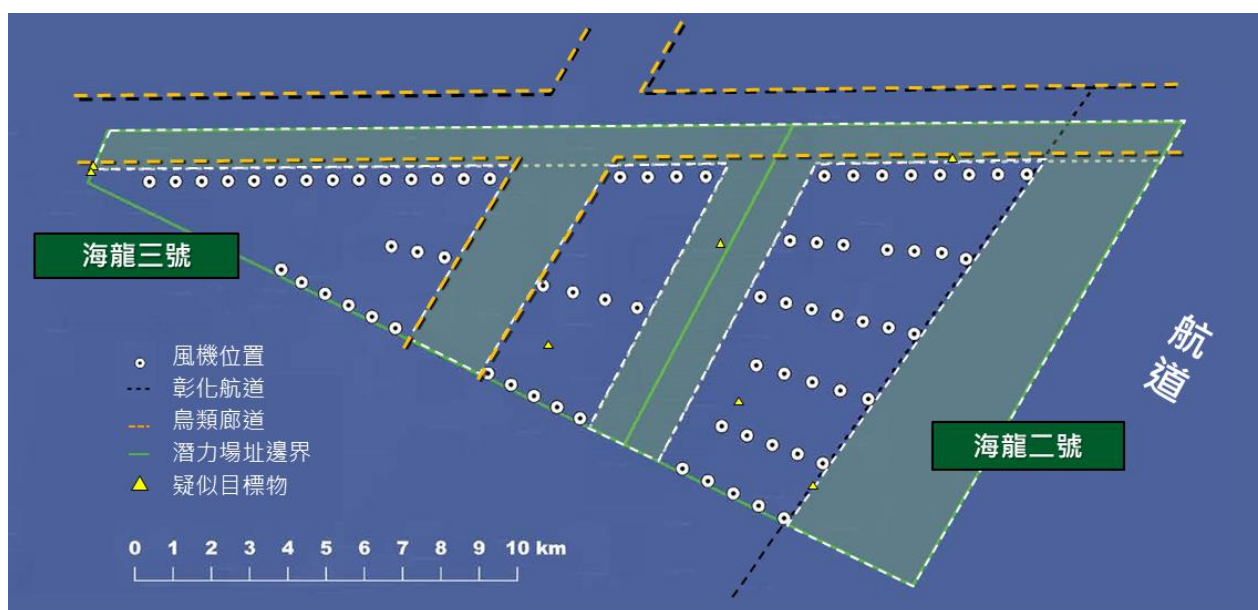 海龍三號
風機位置
彰化航道
鳥類廊道
潛力場址邊界
疑似目標物
航道
海龍二號
0 1 2 3 4 5 6 7 8 9 10 km